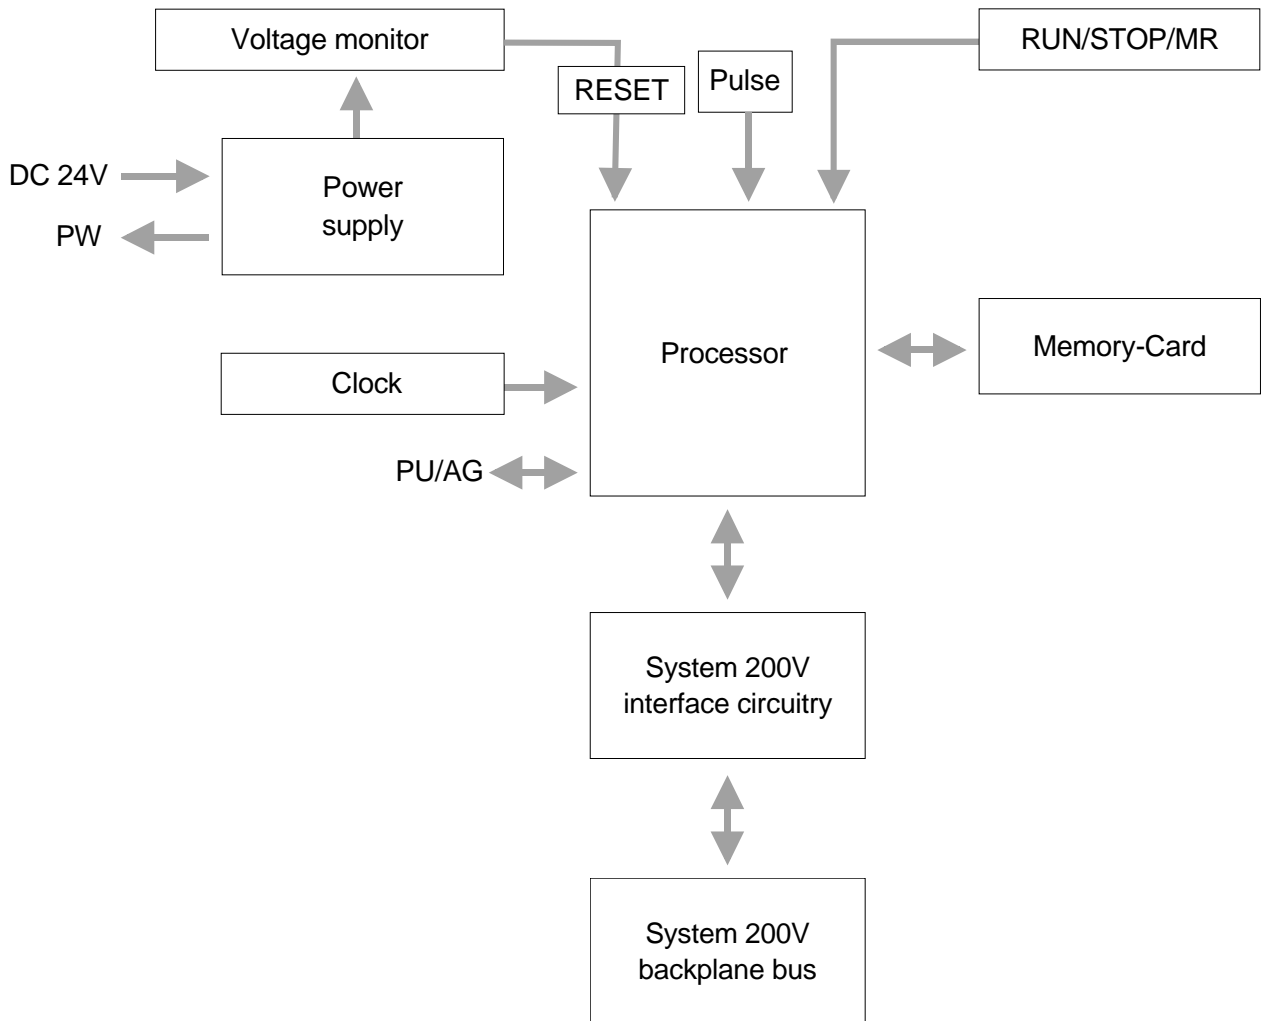 Voltage monitor
RUN/STOP/MR
RESET
Pulse
DC 24V
Power
supply
PW
Processor
Memory-Card
Clock
PU/AG
System 200V
interface circuitry
System 200V
backplane bus